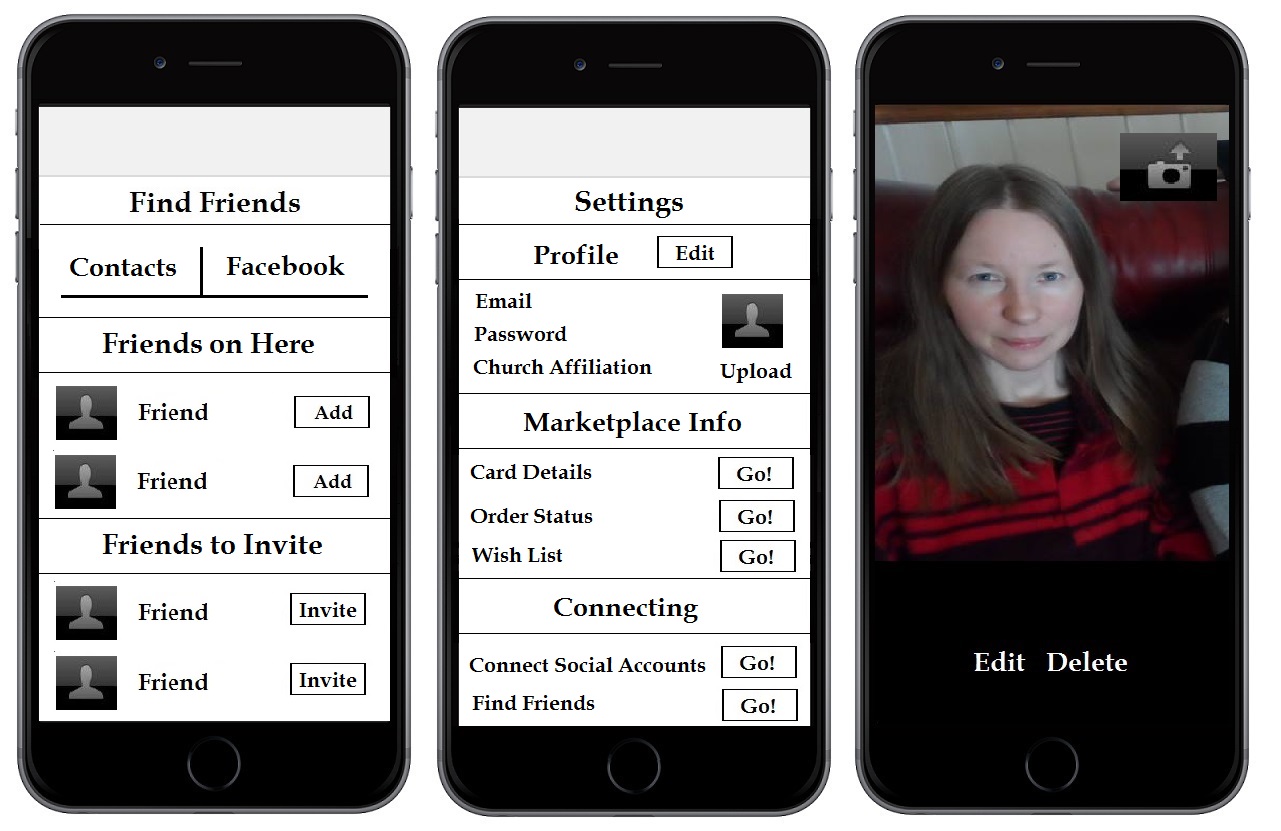 Find Friends
Contacts Facebook
Friends on Here
Friend Add
Friend Add
Friends to Invite
Friend Invite
Friend Invite
Settings
Profile Edit
Email
Password
Church Affiliation
Upload
Marketplace Info
Card Details Go!
Order Status Go!
Wish List Go!
Connecting
Connect Social Accounts Go!
Find Friends Go!
Edit Delete